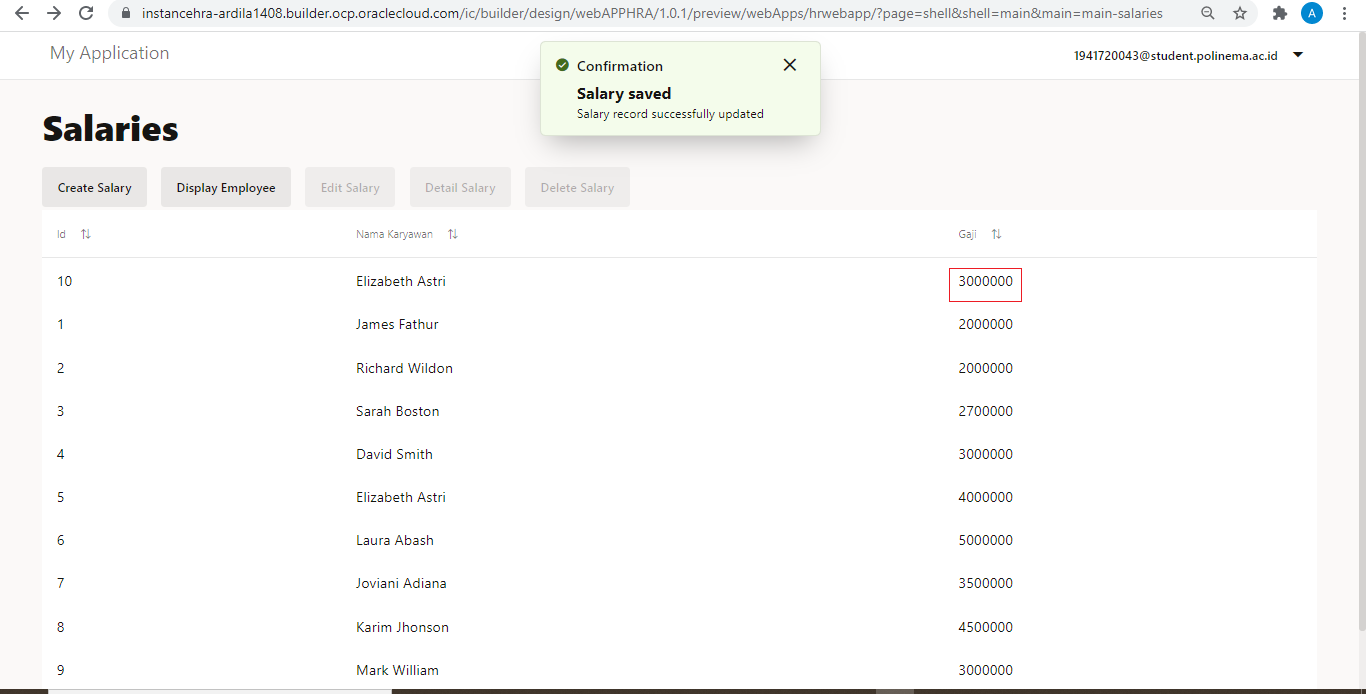 instancehra-ardila1408.builder.ocp.oraclecloud.com/ic/builder/design/webAPPHRA/1.0.1/preview/webApps/hrwebapp/?page=shell&shell=main&main=main-salaries
A
My Application
1941720043@student.polinema.ac.id
Confirmation
Salary saved
Salary record successfully updated
Salaries
Create Salary Display Employee Edit Salary Detail Salary Delete Salary
Id Nama Karyawan Gaji
10 Elizabeth Astri 3000000
1 James Fathur 2000000
2 Richard Wildon 2000000
3 Sarah Boston 2700000
4 David Smith 3000000
5 Elizabeth Astri 4000000
6 Laura Abash 5000000
7 Joviani Adiana 3500000
8 Karim Jhonson 4500000
9 Mark William 3000000